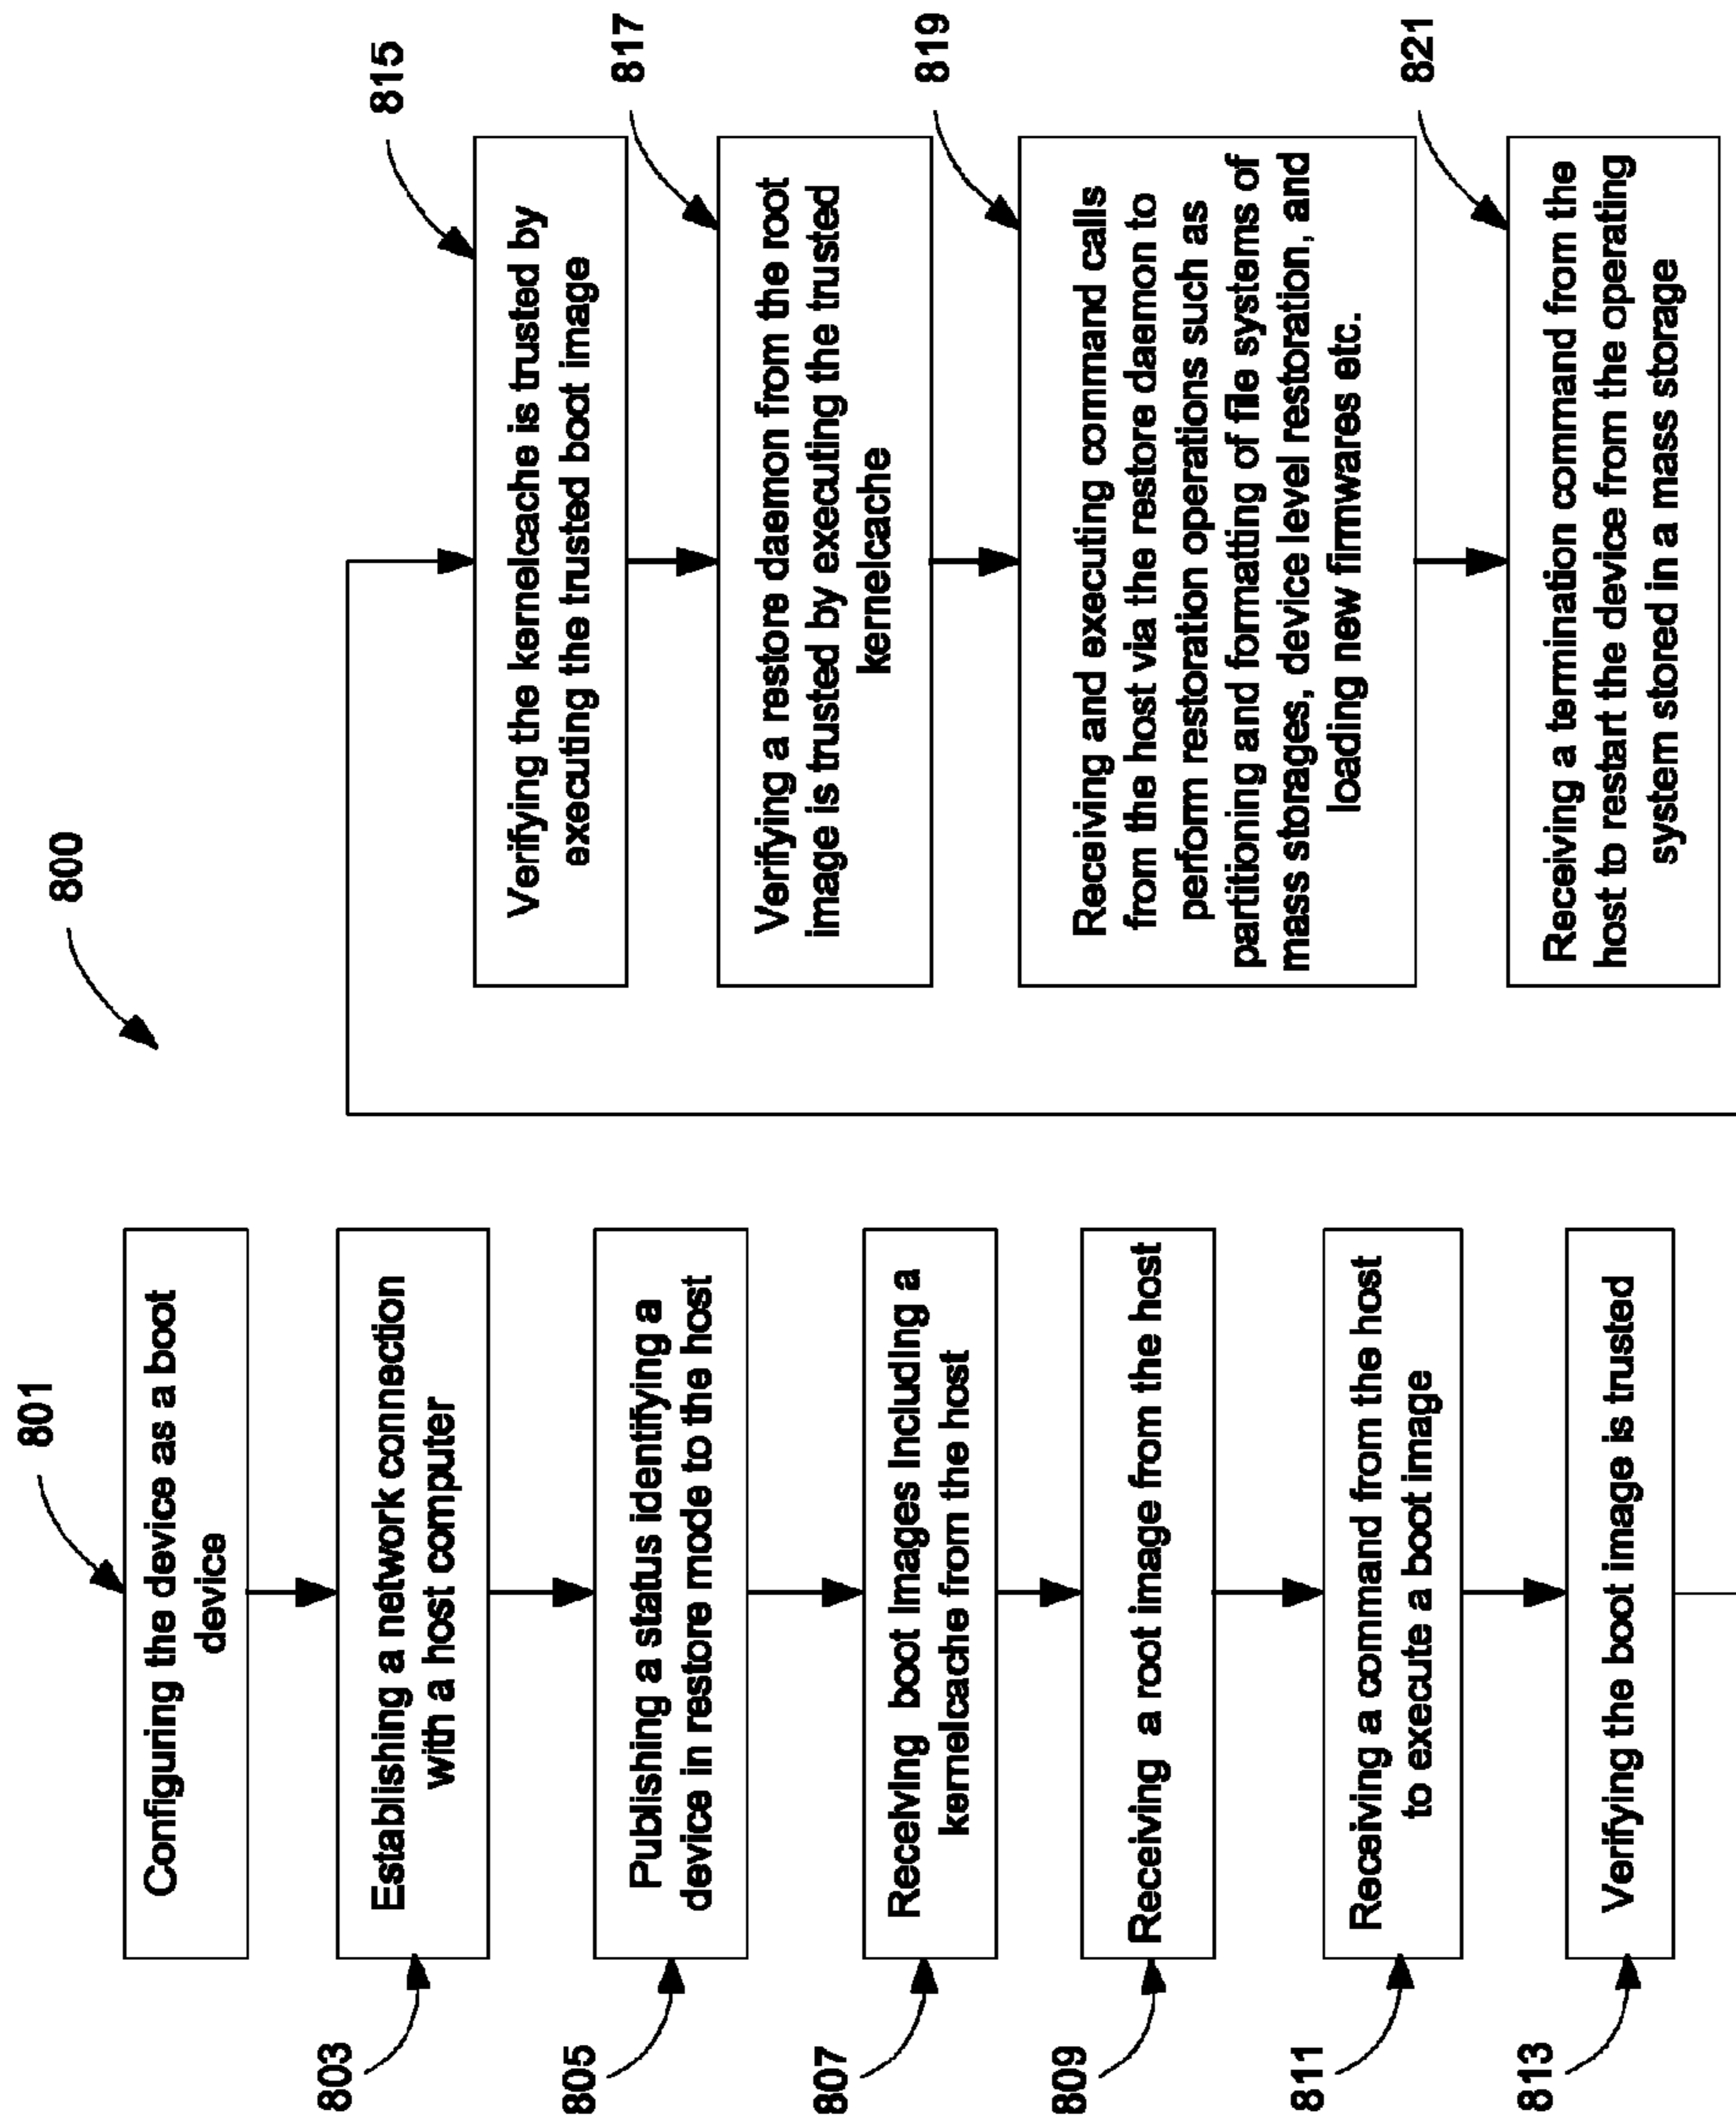 800
801
Configuring the device as a boot
device
803
Establishing a network connection
with a host computer
805
Publishing a status identifying a
device in restore mode to the host
807
Receiving boot images including a
kernelcache from the host
809
Receiving a root image from the host
811
Receiving a command from the host
to execute a boot image
813
Verifying the boot image is trusted
815
Verifying the kernelcache is trusted by
executing the trusted boot image
817
Verifying a restore daemon from the root
image is trusted by executing the trusted
kernelcache
819
Receiving and executing command calls
from the host via the restore daemon to
perform restoration operations such as
partitioning and formatting of file systems of
mass storages, device level restoration, and
loading new firmwares etc.
821
Receiving a termination command from the
host to restart the device from the operating
system stored in a mass storage